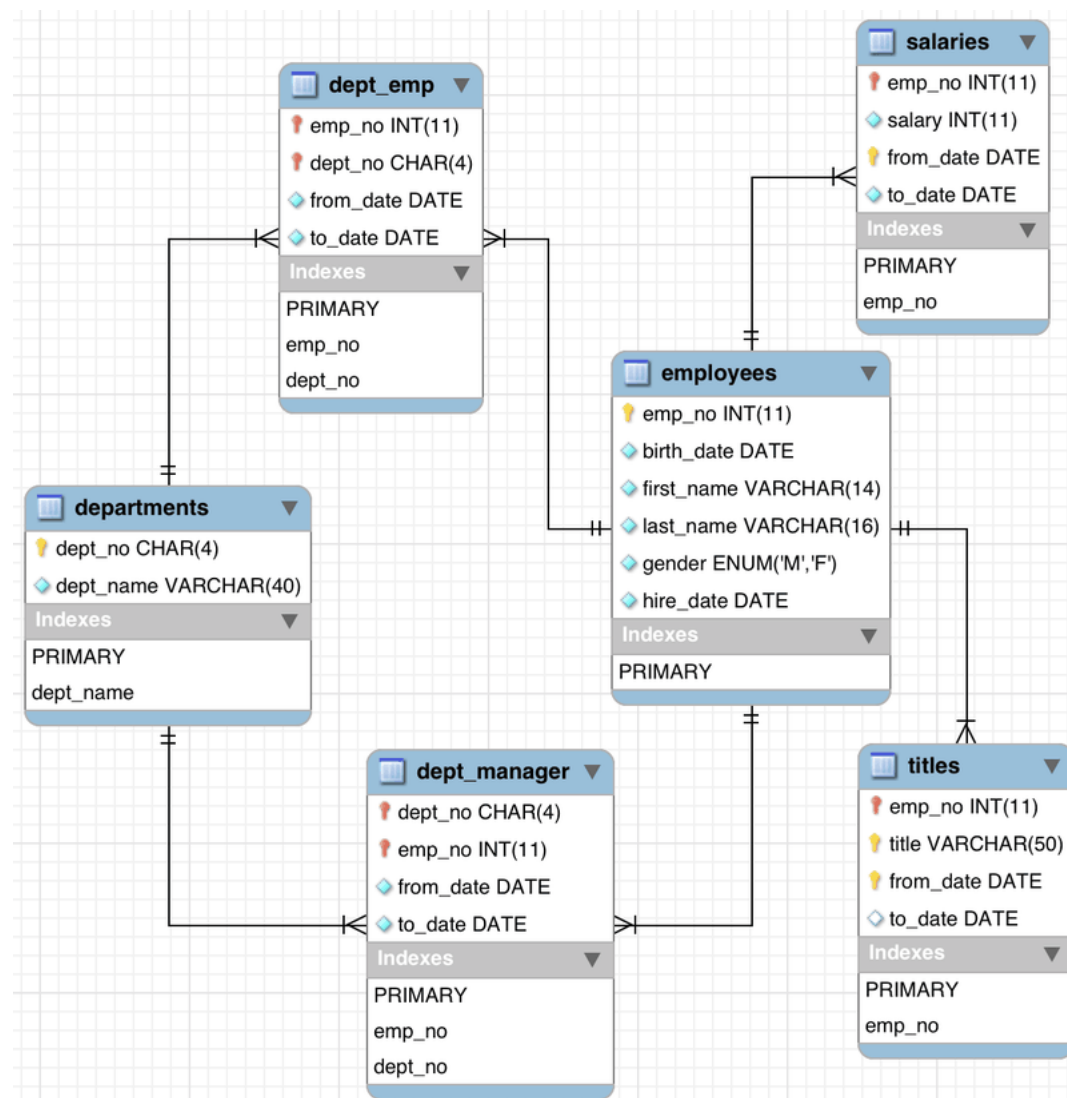 salaries
emp_no INT(11)
salary INT(11)
from_date DATE
to_date DATE
Indexes
PRIMARY
emp_no
dept_emp
emp_no INT(11)
dept_no CHAR(4)
from_date DATE
to_date DATE
Indexes
PRIMARY
emp_no
dept_no
employees
emp_no INT(11)
birth_date DATE
first_name VARCHAR(14)
last_name VARCHAR(16)
gender ENUM('M','F')
hire_date DATE
Indexes
PRIMARY
departments
dept_no CHAR(4)
dept_name VARCHAR(40)
Indexes
PRIMARY
dept_name
dept_manager
dept_no CHAR(4)
emp_no INT(11)
from_date DATE
to_date DATE
Indexes
PRIMARY
emp_no
dept_no
titles
emp_no INT(11)
title VARCHAR(50)
from_date DATE
to_date DATE
Indexes
PRIMARY
emp_no